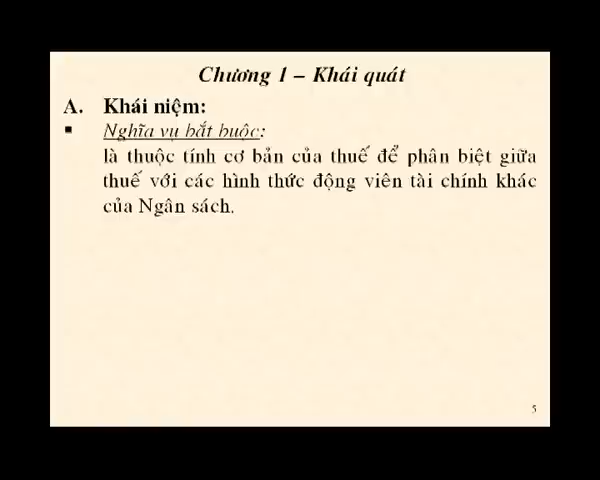 Chương 1 – Khái quát
A. Khái niệm:
▪ Nghĩa vụ bắt buộc:
là thuộc tính cơ bản của thuế để phân biệt giữa
thuế với các hình thức động viên tài chính khác
của Ngân sách.
5